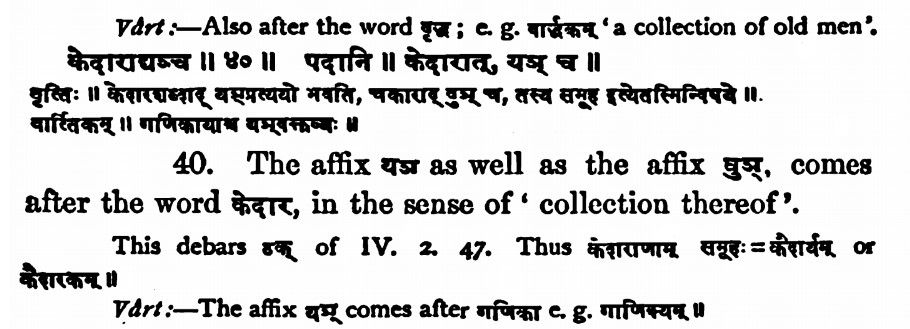 Vârt:—Also after the word वृद्ध; e. g. वार्द्धकम् 'a collection of old men'.
केदाराद्यञ्च ॥ ४० ॥ पदानि ॥ केदारात्, यञ् च ॥
वृत्तिः ॥ केदारशब्दाद् यञ्प्रत्ययो भवति, चकाराद् वुञ् च, तस्य समूह इत्येतस्मिन्विषये ॥.
वार्त्तिकम् ॥ गणिकायाश्च यञ्वक्तव्यः ॥
40. The affix यञ as well as the affix वुञ्, comes
after the word केदार, in the sense of 'collection thereof'.
This debars ठक् of IV. 2. 47. Thus केदाराणाम् समूहः=कैदार्यम् or
कैदारकम् ॥
Vârt:—The affix यञ् comes after गणिका e. g. गाणिक्यम् ॥